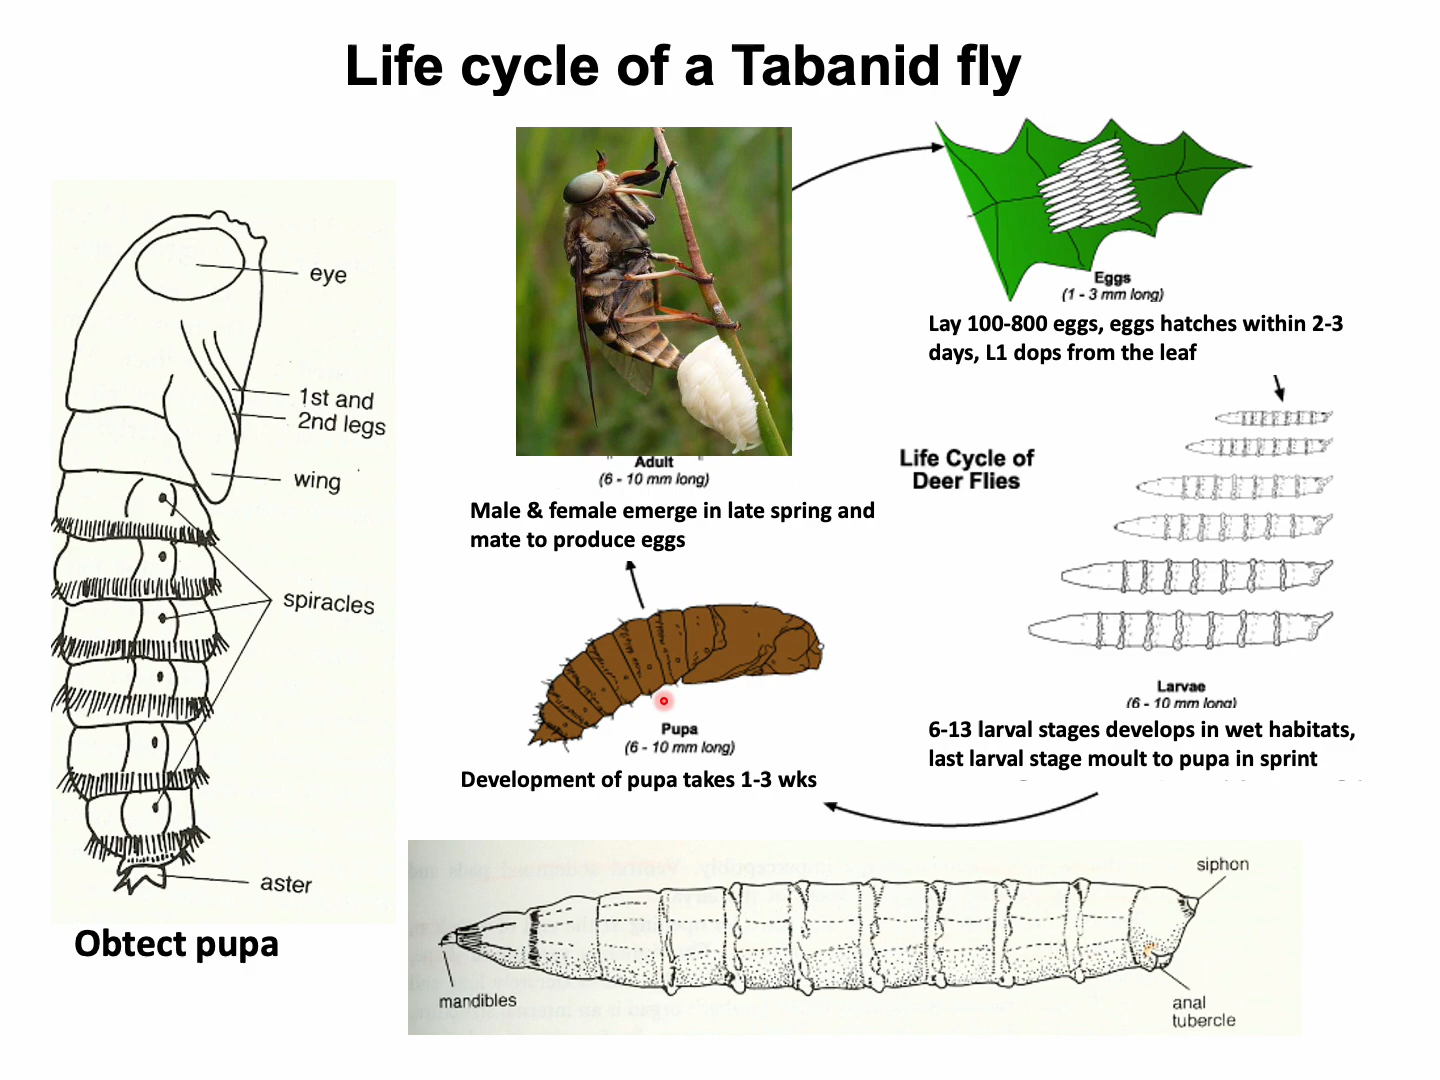 Life cycle of a Tabanid fly
eye
1st and
2nd legs
wing
spiracles
aster
Obtect pupa
Adult
(6 - 10 mm long)
Male & female emerge in late spring and
mate to produce eggs
Eggs
(1 - 3 mm long)
Lay 100-800 eggs, eggs hatches within 2-3
days, L1 dops from the leaf
Life Cycle of
Deer Flies
Larvae
(6 - 10 mm long)
6-13 larval stages develops in wet habitats,
last larval stage moult to pupa in sprint
Pupa
(6 - 10 mm long)
Development of pupa takes 1-3 wks
siphon
mandibles
anal
tubercle